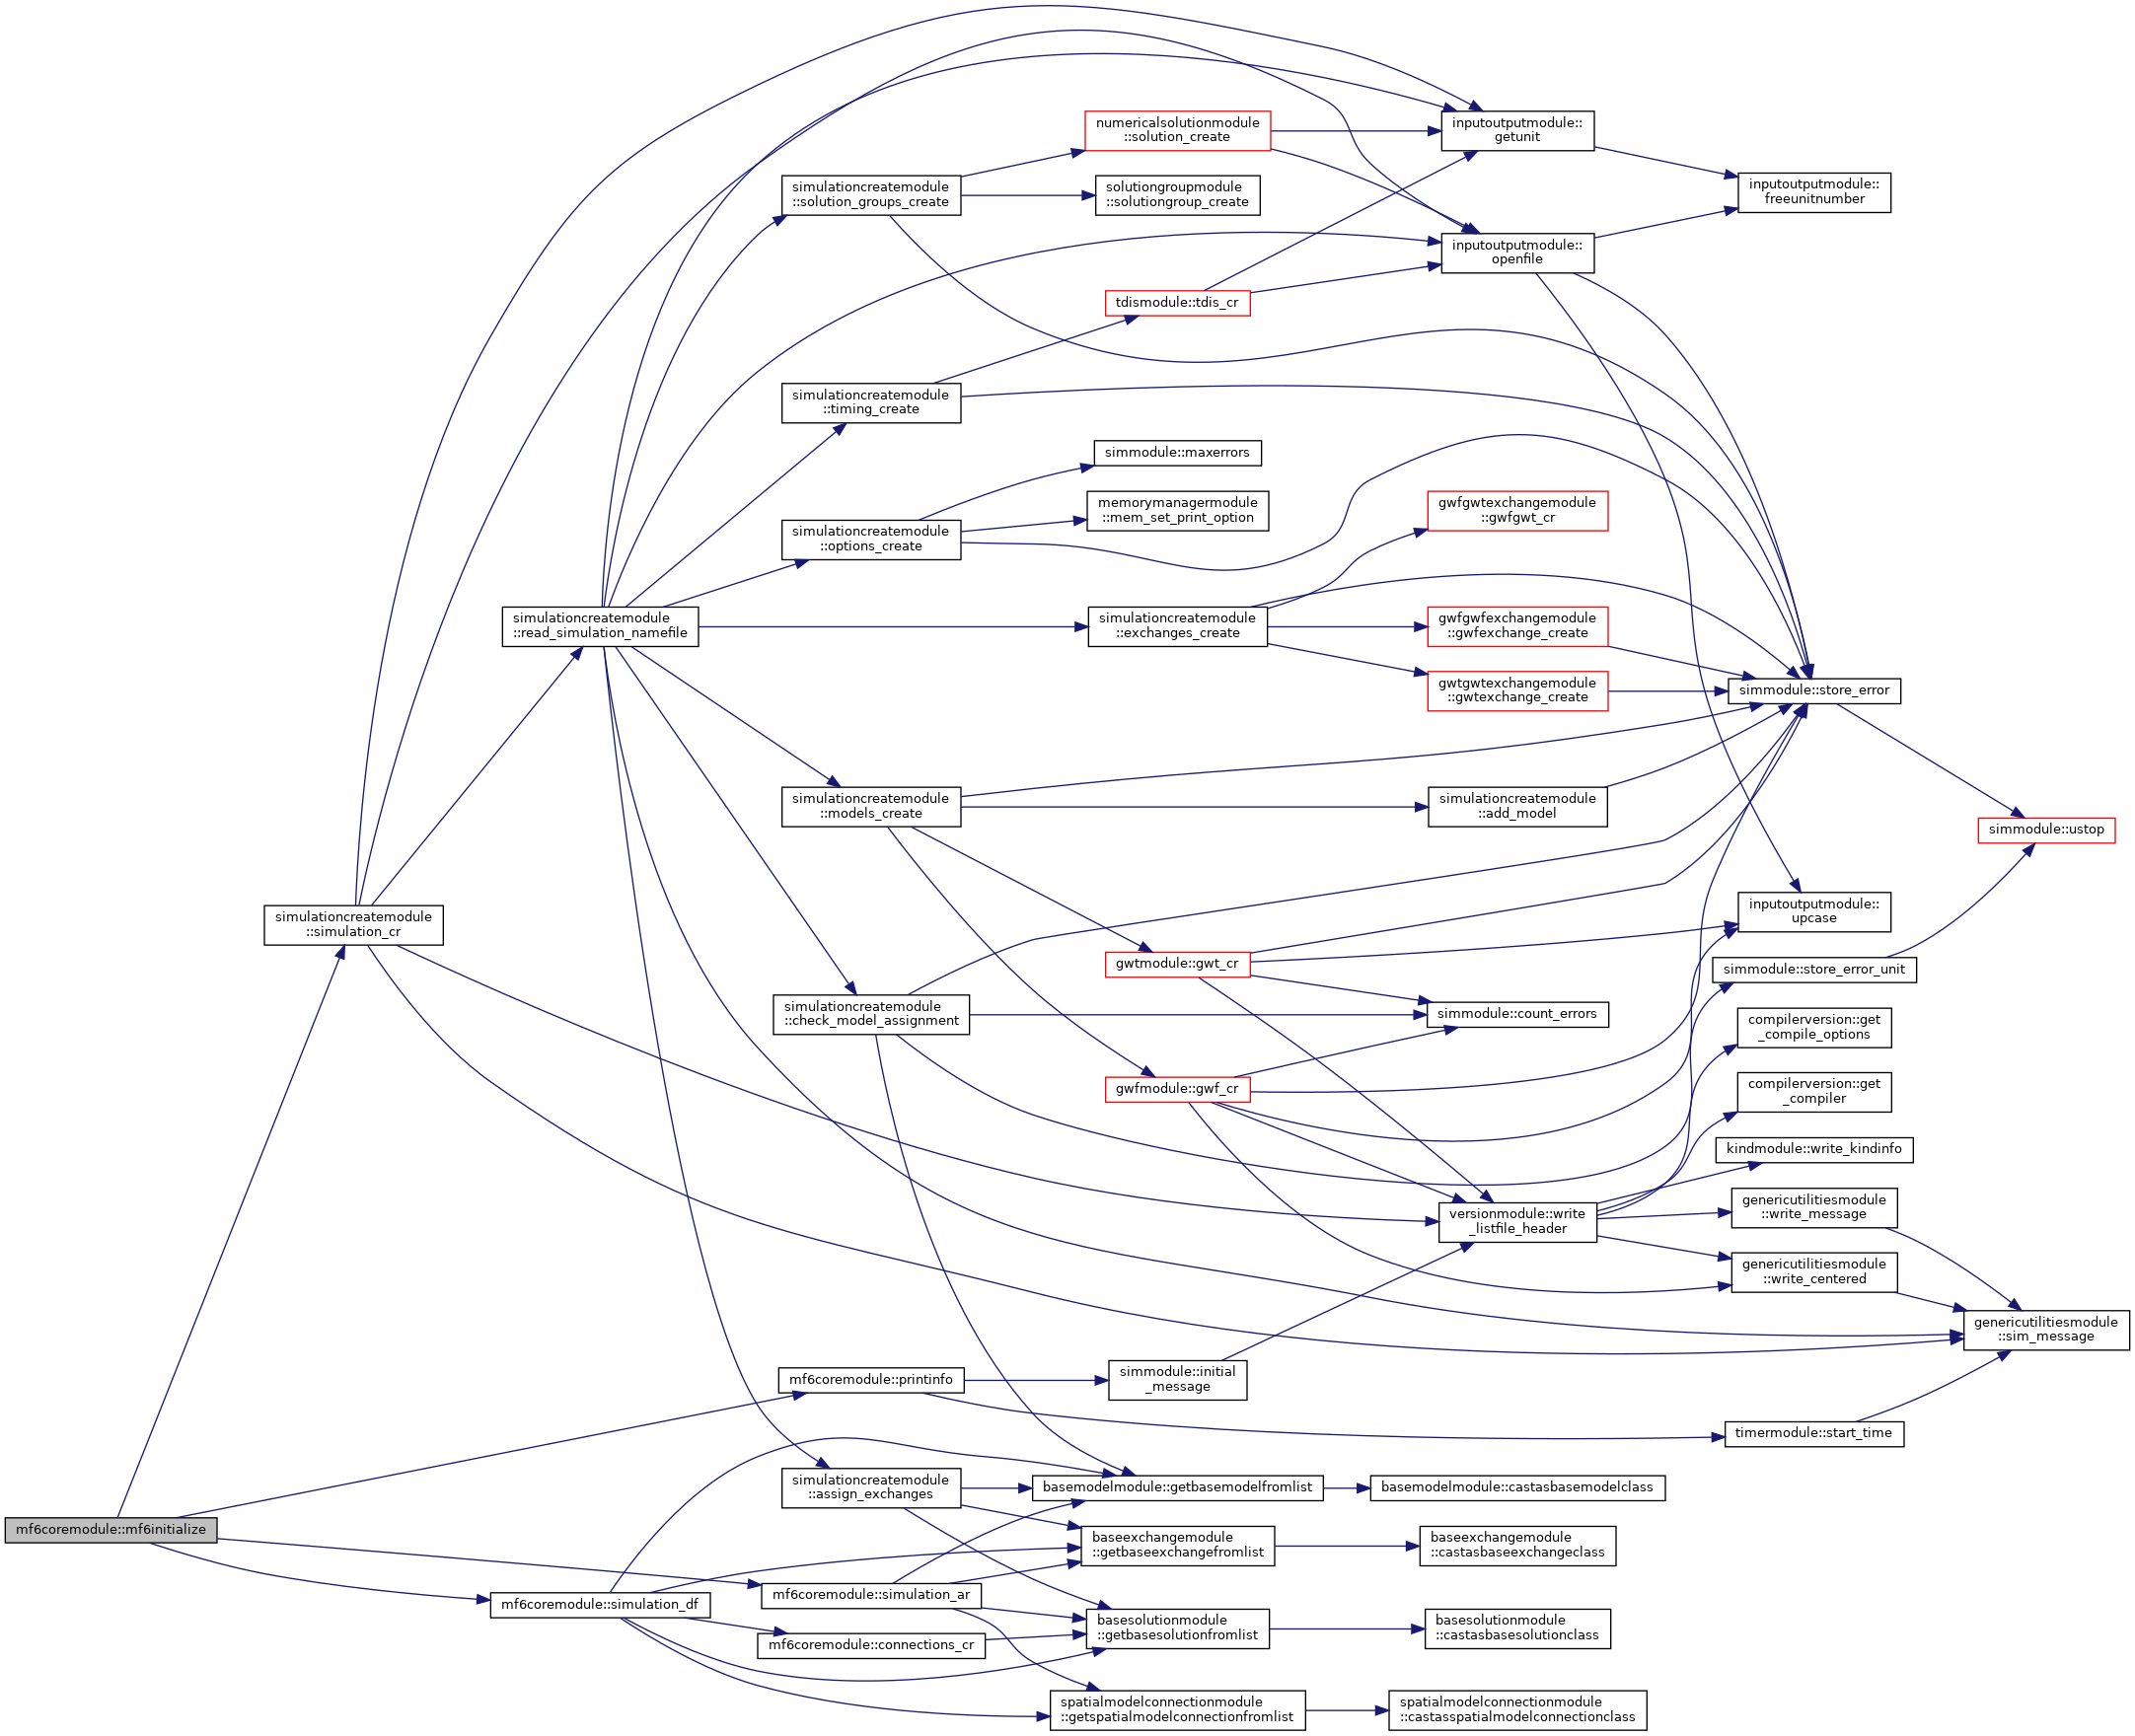 numericalsolutionmodule
::solution_create
inputoutputmodule::
getunit
simulationcreatemodule
::solution_groups_create
solutiongroupmodule
::solutiongroup_create
inputoutputmodule::
freeunitnumber
inputoutputmodule::
openfile
tdismodule::tdis_cr
simulationcreatemodule
::timing_create
simmodule::maxerrors
memorymanagermodule
::mem_set_print_option
gwfgwtexchangemodule
::gwfgwt_cr
simulationcreatemodule
::options_create
simulationcreatemodule
::read_simulation_namefile
simulationcreatemodule
::exchanges_create
gwfgwfexchangemodule
::gwfexchange_create
gwtgwtexchangemodule
::gwtexchange_create
simmodule::store_error
simulationcreatemodule
::models_create
simulationcreatemodule
::add_model
simmodule::ustop
simulationcreatemodule
::simulation_cr
inputoutputmodule::
upcase
gwtmodule::gwt_cr
simmodule::store_error_unit
simulationcreatemodule
::check_model_assignment
simmodule::count_errors
compilerversion::get
_compile_options
gwfmodule::gwf_cr
compilerversion::get
_compiler
kindmodule::write_kindinfo
versionmodule::write
_listfile_header
genericutilitiesmodule
::write_message
genericutilitiesmodule
::write_centered
genericutilitiesmodule
::sim_message
mf6coremodule::printinfo
simmodule::initial
_message
timermodule::start_time
simulationcreatemodule
::assign_exchanges
basemodelmodule::getbasemodelfromlist
basemodelmodule::castasbasemodelclass
mf6coremodule::mf6initialize
baseexchangemodule
::getbaseexchangefromlist
baseexchangemodule
::castasbaseexchangeclass
mf6coremodule::simulation_df
mf6coremodule::simulation_ar
mf6coremodule::connections_cr
basesolutionmodule
::getbasesolutionfromlist
basesolutionmodule
::castasbasesolutionclass
spatialmodelconnectionmodule
::getspatialmodelconnectionfromlist
spatialmodelconnectionmodule
::castasspatialmodelconnectionclass